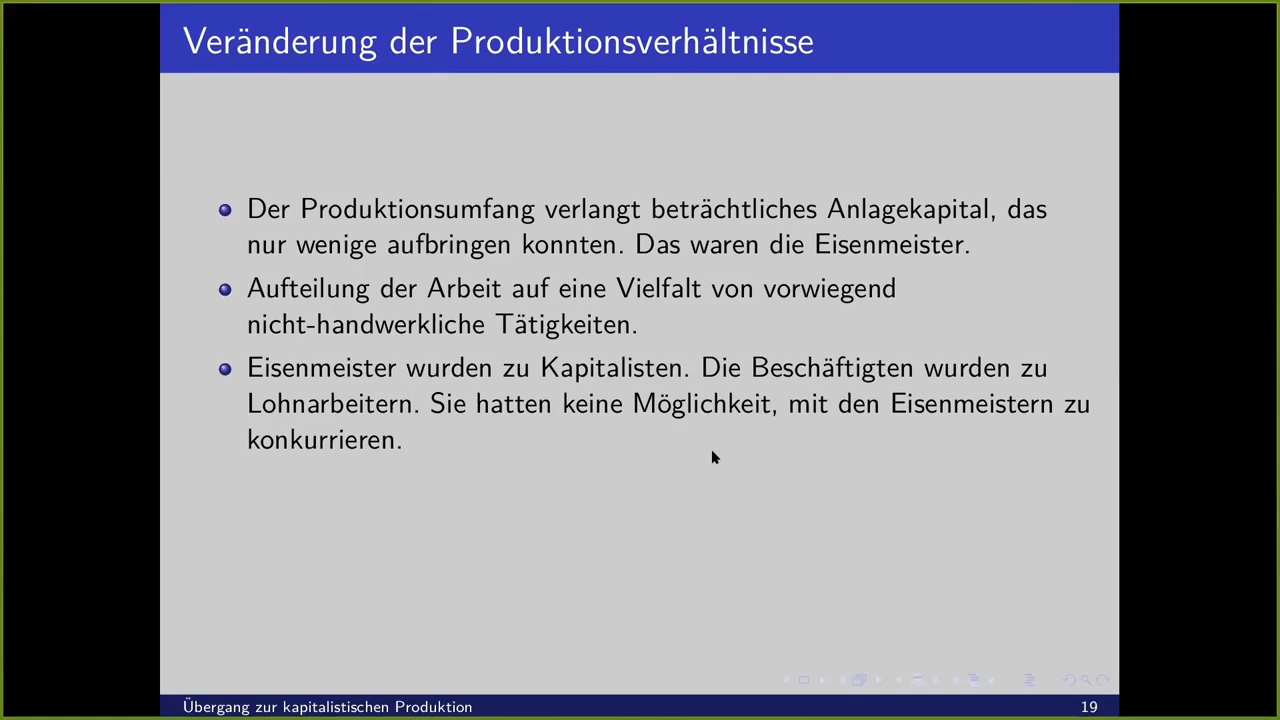 Veränderung der Produktionsverhältnisse
Der Produktionsumfang verlangt beträchtliches Anlagekapital, das
nur wenige aufbringen konnten. Das waren die Eisenmeister.
Aufteilung der Arbeit auf eine Vielfalt von vorwiegend
nicht-handwerkliche Tätigkeiten.
Eisenmeister wurden zu Kapitalisten. Die Beschäftigten wurden zu
Lohnarbeitern. Sie hatten keine Möglichkeit, mit den Eisenmeistern zu
konkurrieren.
Übergang zur kapitalistischen Produktion
19